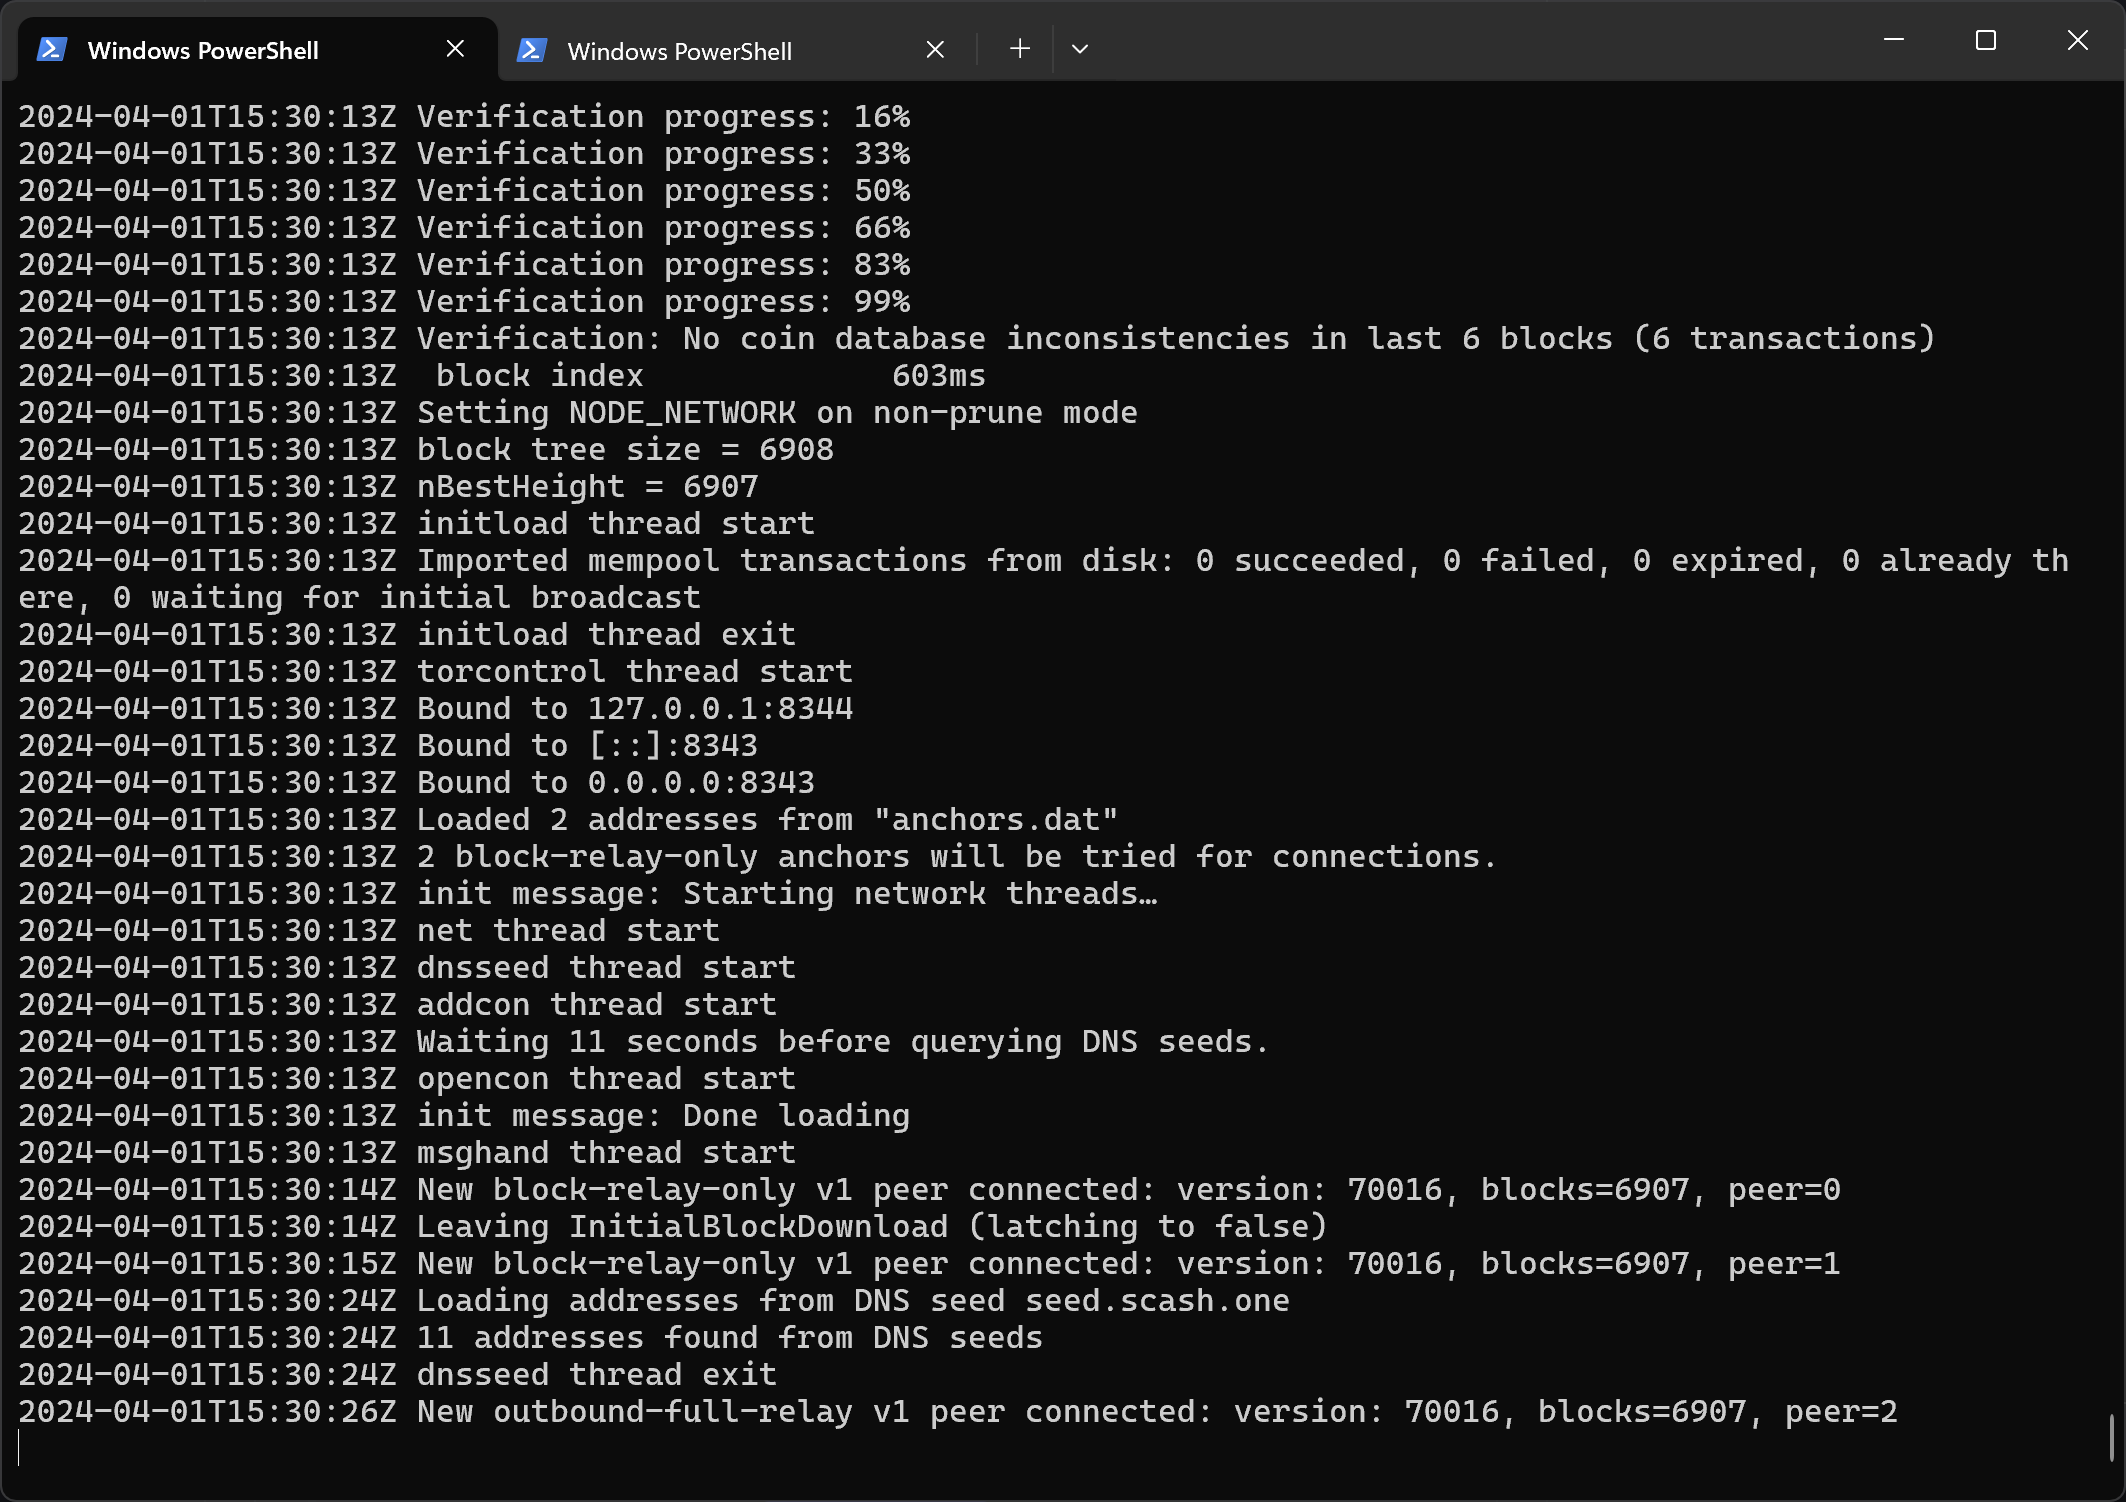 Windows PowerShell
Windows PowerShell
2024-04-01T15:30:13Z Verification progress: 16%
2024-04-01T15:30:13Z Verification progress: 33%
2024-04-01T15:30:13Z Verification progress: 50%
2024-04-01T15:30:13Z Verification progress: 66%
2024-04-01T15:30:13Z Verification progress: 83%
2024-04-01T15:30:13Z Verification progress: 99%
2024-04-01T15:30:13Z Verification: No coin database inconsistencies in last 6 blocks (6 transactions)
2024-04-01T15:30:13Z  block index             603ms
2024-04-01T15:30:13Z Setting NODE_NETWORK on non-prune mode
2024-04-01T15:30:13Z block tree size = 6908
2024-04-01T15:30:13Z nBestHeight = 6907
2024-04-01T15:30:13Z initload thread start
2024-04-01T15:30:13Z Imported mempool transactions from disk: 0 succeeded, 0 failed, 0 expired, 0 already th
ere, 0 waiting for initial broadcast
2024-04-01T15:30:13Z initload thread exit
2024-04-01T15:30:13Z torcontrol thread start
2024-04-01T15:30:13Z Bound to 127.0.0.1:8344
2024-04-01T15:30:13Z Bound to [::]:8343
2024-04-01T15:30:13Z Bound to 0.0.0.0:8343
2024-04-01T15:30:13Z Loaded 2 addresses from "anchors.dat"
2024-04-01T15:30:13Z 2 block-relay-only anchors will be tried for connections.
2024-04-01T15:30:13Z init message: Starting network threads…
2024-04-01T15:30:13Z net thread start
2024-04-01T15:30:13Z dnsseed thread start
2024-04-01T15:30:13Z addcon thread start
2024-04-01T15:30:13Z Waiting 11 seconds before querying DNS seeds.
2024-04-01T15:30:13Z opencon thread start
2024-04-01T15:30:13Z init message: Done loading
2024-04-01T15:30:13Z msghand thread start
2024-04-01T15:30:14Z New block-relay-only v1 peer connected: version: 70016, blocks=6907, peer=0
2024-04-01T15:30:14Z Leaving InitialBlockDownload (latching to false)
2024-04-01T15:30:15Z New block-relay-only v1 peer connected: version: 70016, blocks=6907, peer=1
2024-04-01T15:30:24Z Loading addresses from DNS seed seed.scash.one
2024-04-01T15:30:24Z 11 addresses found from DNS seeds
2024-04-01T15:30:24Z dnsseed thread exit
2024-04-01T15:30:26Z New outbound-full-relay v1 peer connected: version: 70016, blocks=6907, peer=2